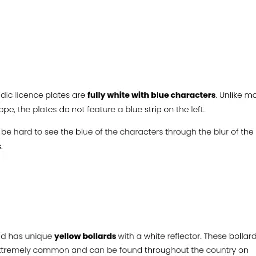 dic licence plates are fully white with blue characters. Unlike mo
ope, the plates do not feature a blue strip on the left.
be hard to see the blue of the characters through the blur of the
s.
d has unique yellow bollards with a white reflector. These bollard
xtremely common and can be found throughout the country on